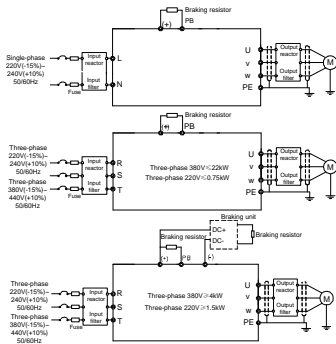 Braking resistor
(+) PB
Single-phase
220V(-15%)~
240V(+10%)
50/60Hz
Fuse
Input
reactor
Input
filter
L
N
U
V
W
PE
Output
reactor
Output
filter
M
Braking resistor
(+) PB
Three-phase
220V(-15%)~
240V(+10%)
50/60Hz
Three-phase
380V(-15%)~
440V(+10%)
50/60Hz
Fuse
Input
reactor
Input
filter
R
S
T
Three-phase 380V≤22kW
Three-phase 220V≤0.75kW
U
V
W
PE
Output
reactor
Output
filter
M
Braking unit
DC+
DC-
Braking resistor
Braking resistor
(+) PB (-)
Three-phase
220V(-15%)~
240V(+10%)
50/60Hz
Three-phase
380V(-15%)~
440V(+10%)
50/60Hz
Fuse
Input
reactor
Input
filter
R
S
T
Three-phase 380V≥4kW
Three-phase 220V≥1.5kW
U
V
W
PE
Output
reactor
Output
filter
M